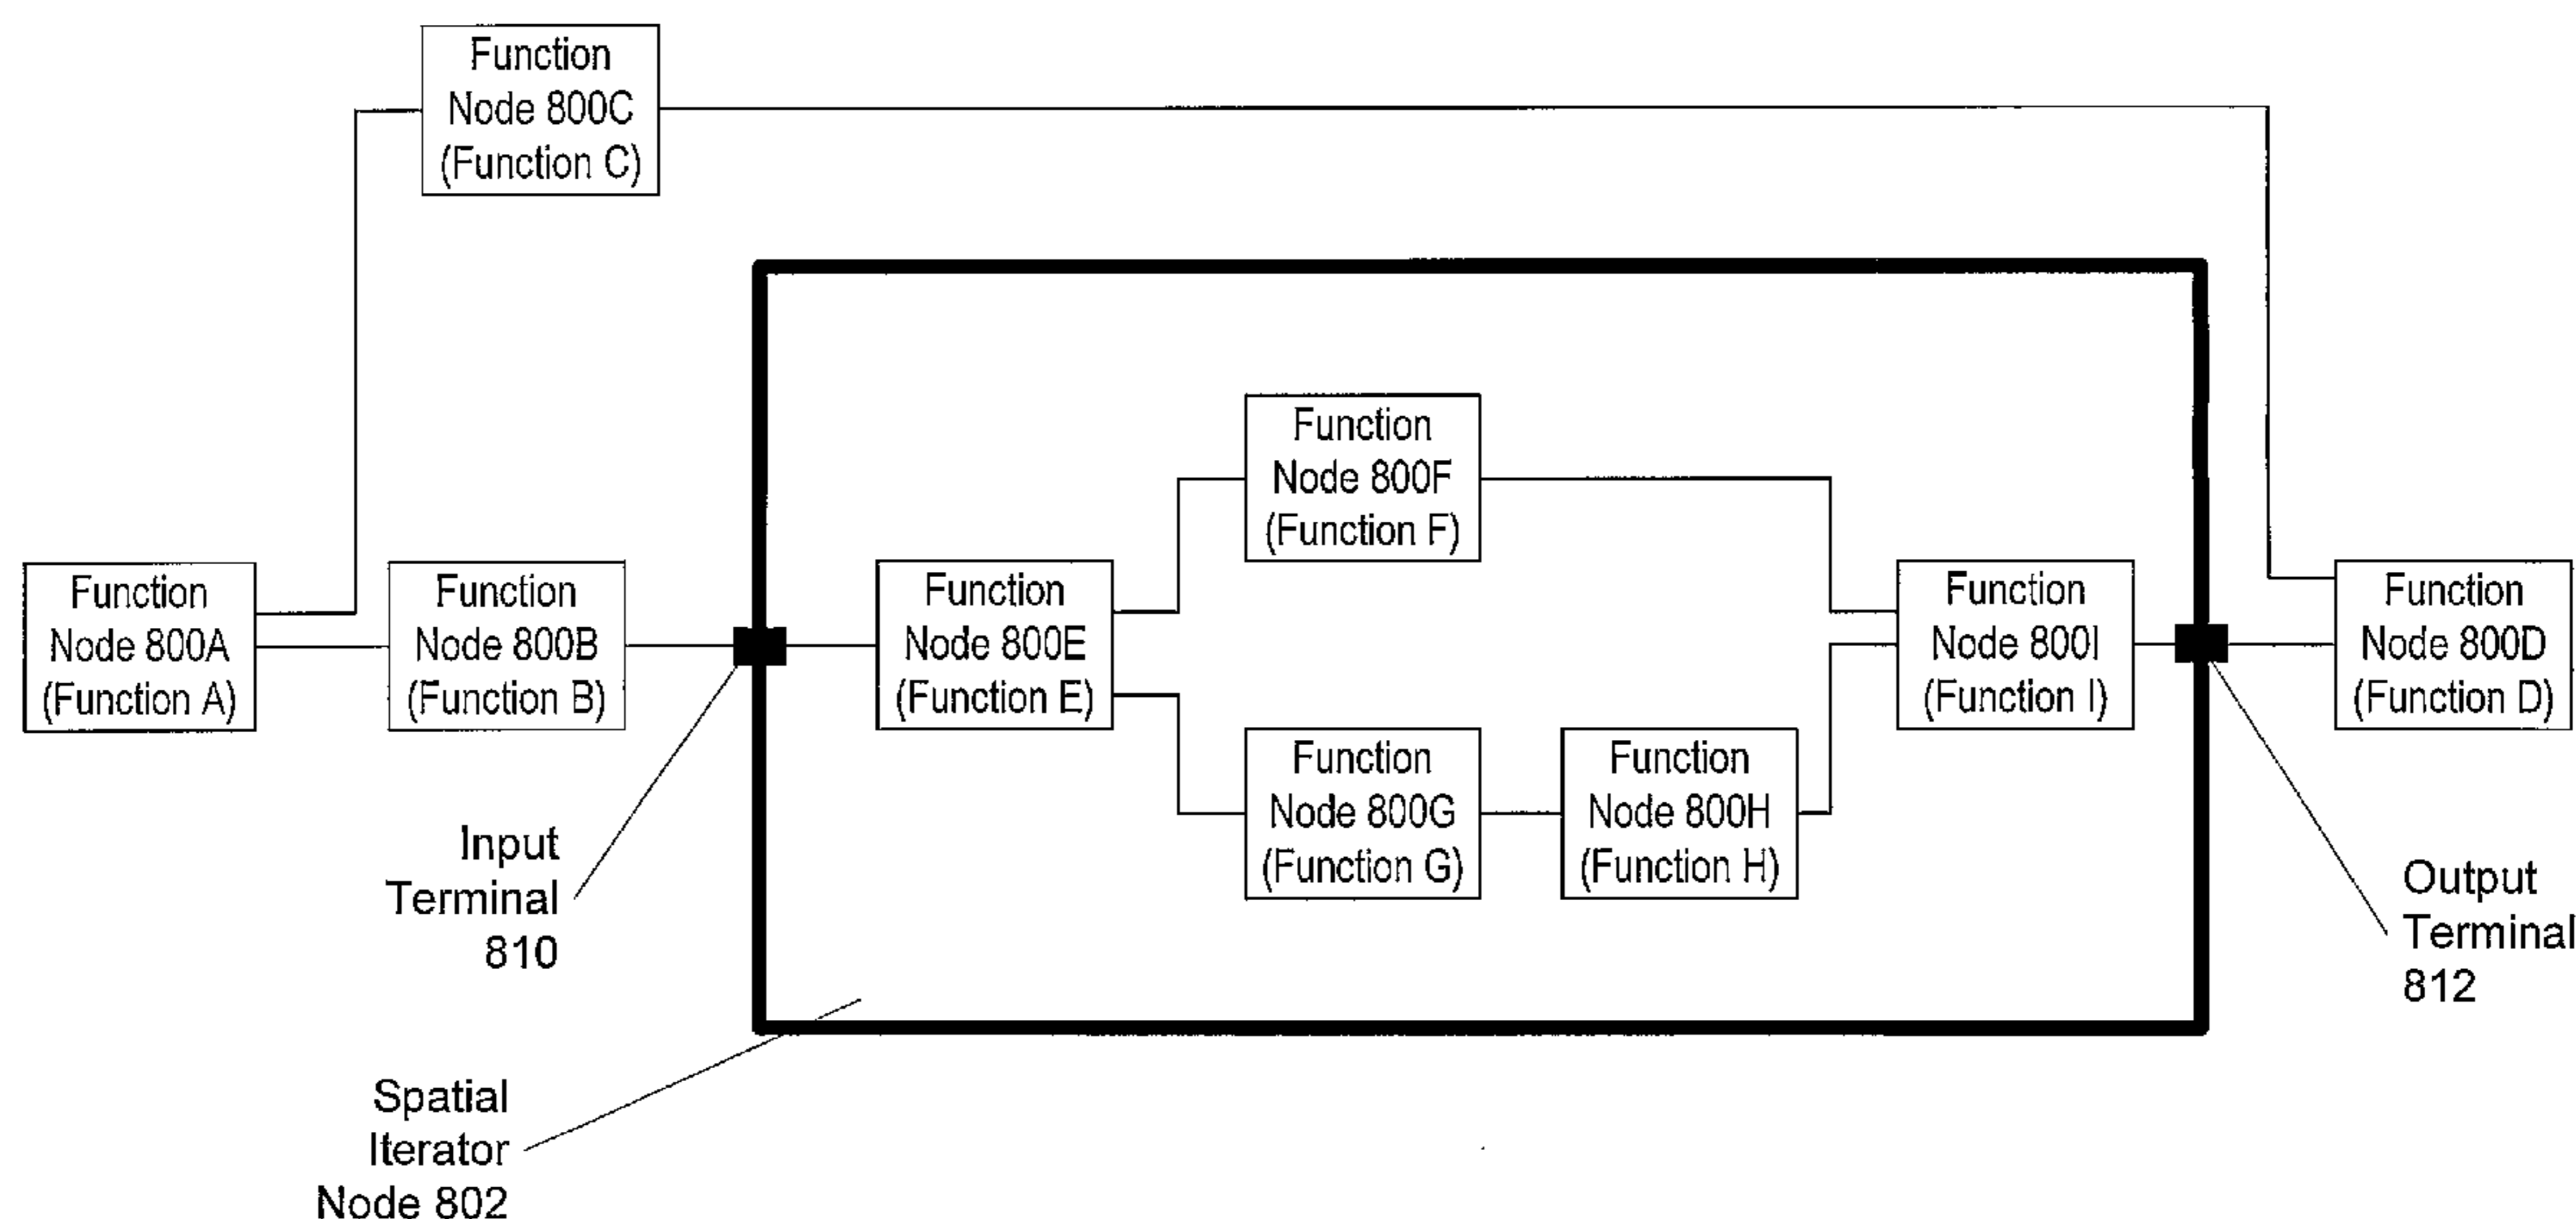 Function
Node 800C
(Function C)
Function
Node 800F
(Function F)
Function
Node 800A
(Function A)
Function
Node 800B
(Function B)
Function
Node 800E
(Function E)
Function
Node 800I
(Function I)
Function
Node 800D
(Function D)
Function
Node 800G
(Function G)
Function
Node 800H
(Function H)
Input
Terminal
810
Output
Terminal
812
Spatial
Iterator
Node 802